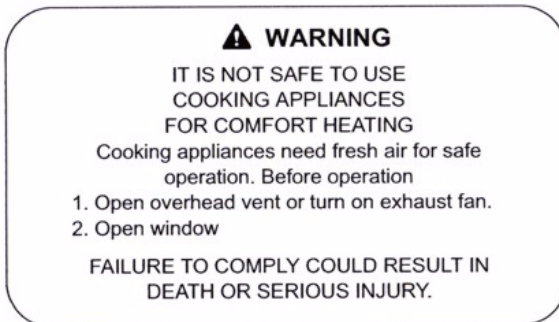 WARNING
IT IS NOT SAFE TO USE
COOKING APPLIANCES
FOR COMFORT HEATING
Cooking appliances need fresh air for safe
operation. Before operation
1. Open overhead vent or turn on exhaust fan.
2. Open window
FAILURE TO COMPLY COULD RESULT IN
DEATH OR SERIOUS INJURY.